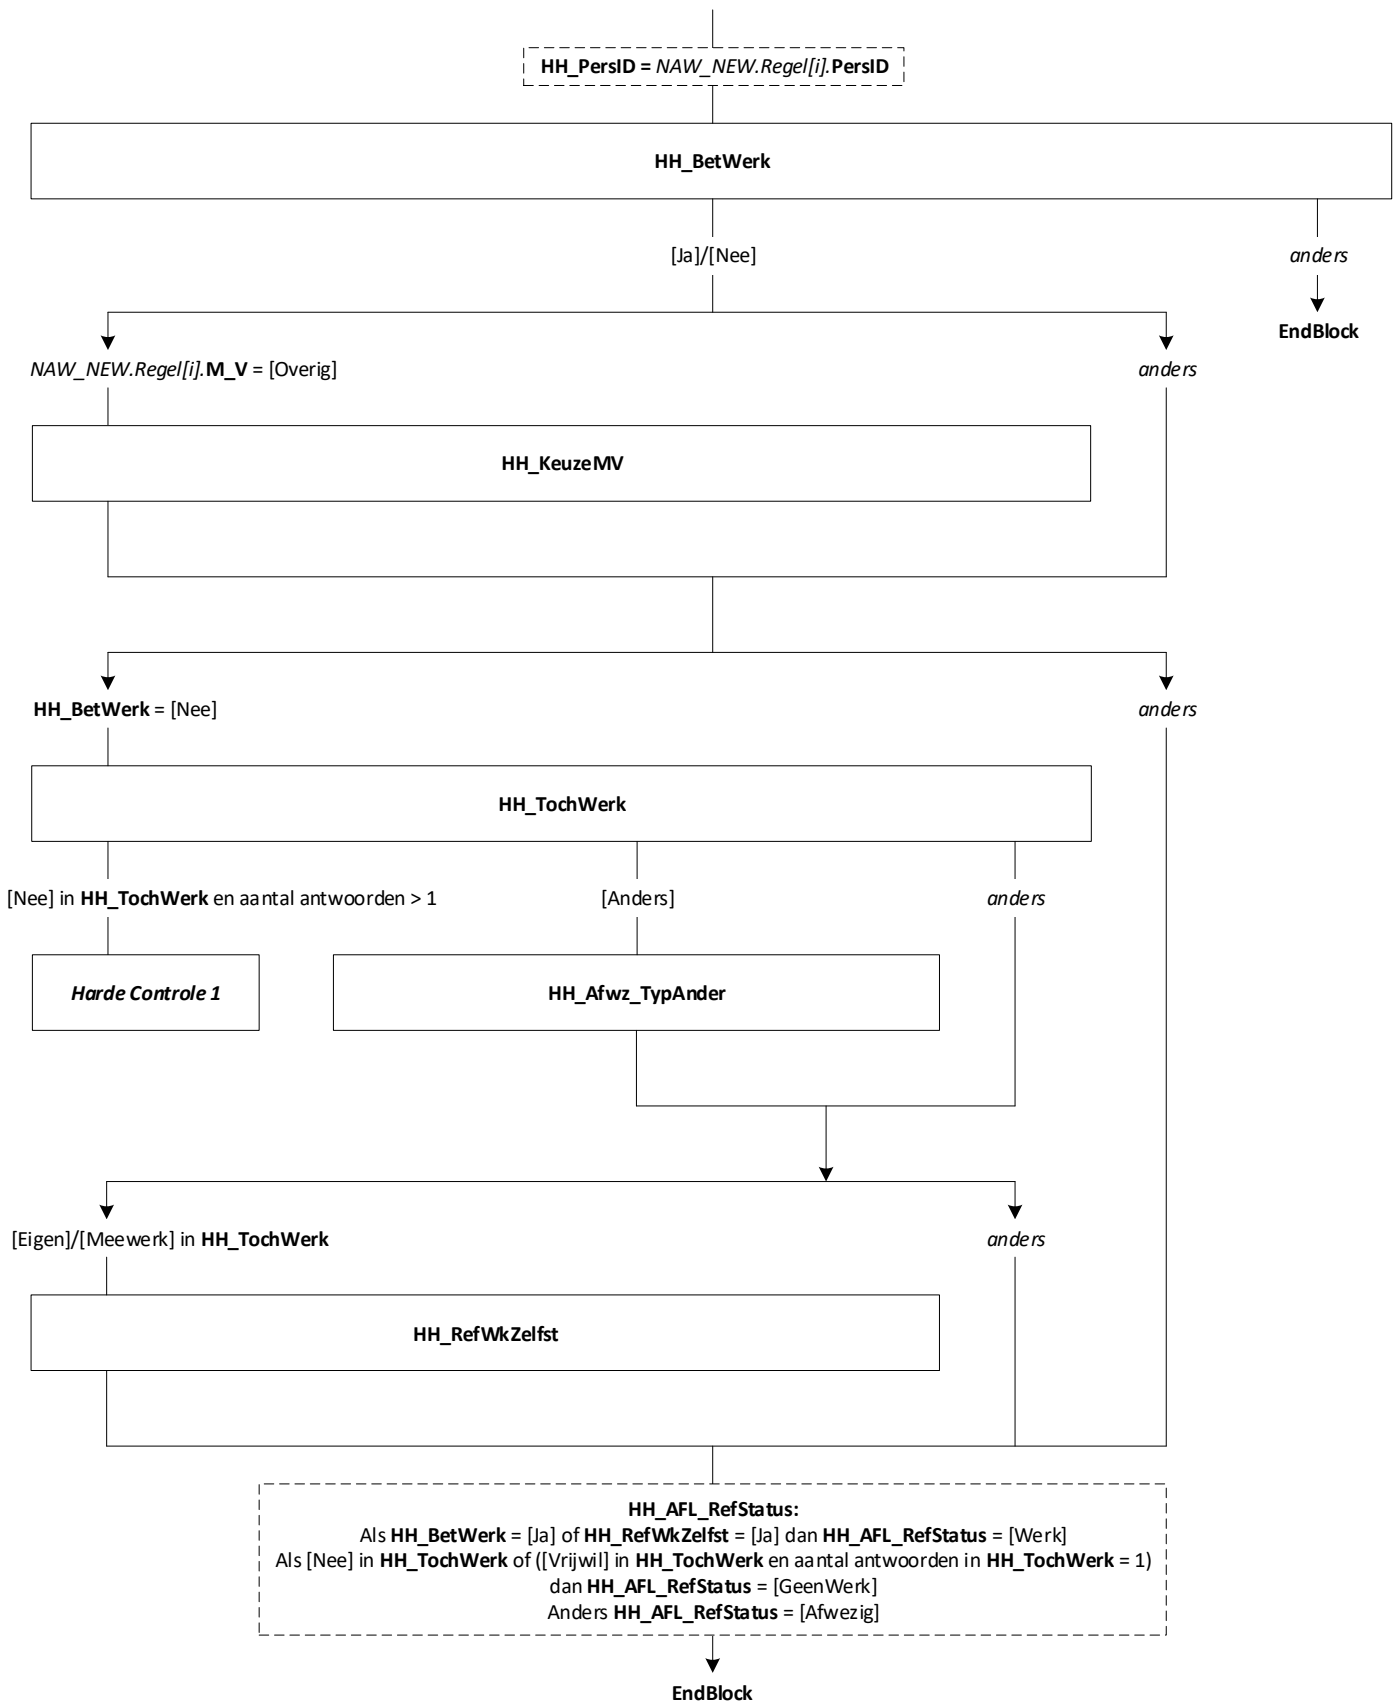 HH_PersID = NAW_NEW.Regel[i].PersID
HH_BetWerk
[Ja]/[Nee]
anders
EndBlock
NAW_NEW.Regel[i].M_V = [Overig]
anders
HH_KeuzeMV
HH_BetWerk = [Nee]
anders
HH_TochWerk
[Nee] in HH_TochWerk en aantal antwoorden > 1
[Anders]
anders
Harde Controle 1
HH_Afwz_TypAnder
[Eigen]/[Meewerk] in HH_TochWerk
anders
HH_RefWkZelfst
HH_AFL_RefStatus:
Als HH_BetWerk = [Ja] of HH_RefWkZelfst = [Ja] dan HH_AFL_RefStatus = [Werk]
Als [Nee] in HH_TochWerk of ([Vrijwil] in HH_TochWerk en aantal antwoorden in HH_TochWerk = 1)
dan HH_AFL_RefStatus = [GeenWerk]
Anders HH_AFL_RefStatus = [Afwezig]
EndBlock